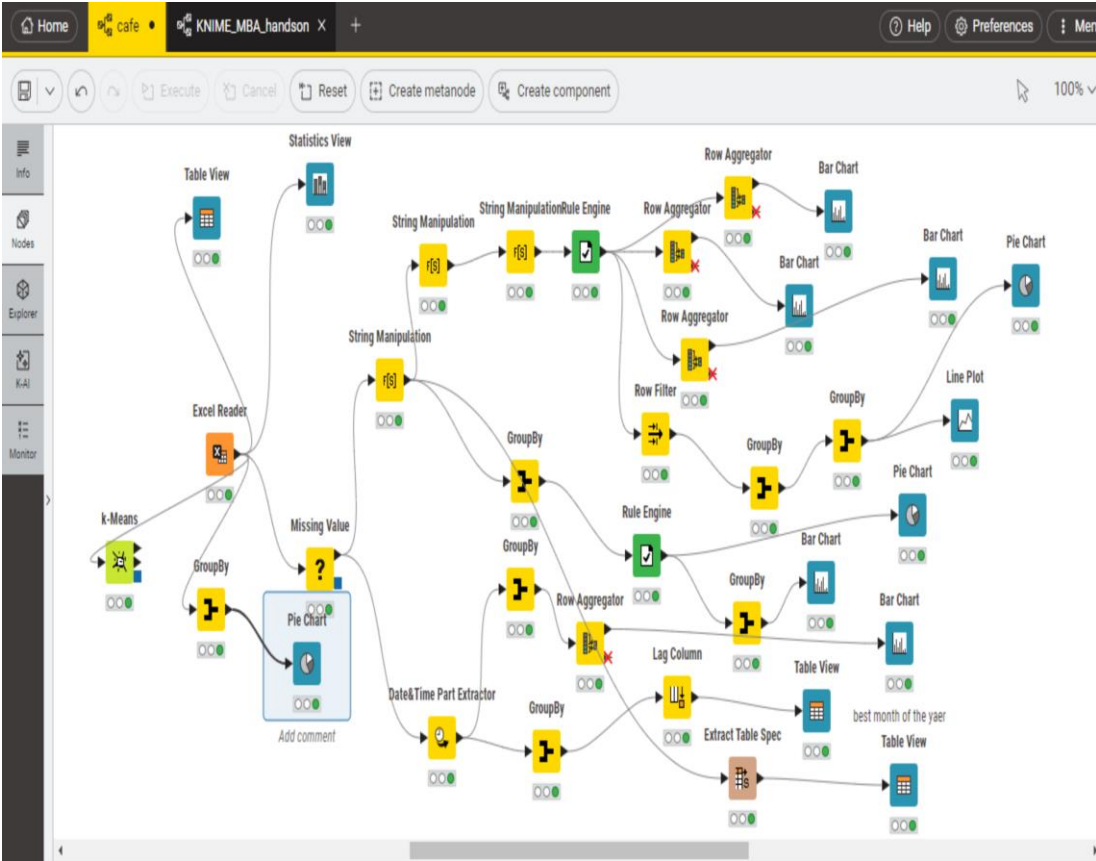 Home
cafe
KNIME_MBA_handson X
+
Help
Preferences
Men
Execute
Cancel
Reset
Create metanode
Create component
100%
Info
Nodes
Explorer
K-AI
Monitor
Statistics View
Table View
Row Aggregator
Bar Chart
String Manipulation
String Manipulation
Rule Engine
Row Aggregator
Bar Chart
Pie Chart
Bar Chart
Row Aggregator
String Manipulation
Row Filter
GroupBy
Line Plot
Excel Reader
GroupBy
GroupBy
Pie Chart
k-Means
Missing Value
?
Rule Engine
Bar Chart
GroupBy
GroupBy
GroupBy
Row Aggregator
Bar Chart
Pie Chart
Add comment
Lag Column
Table View
Date&Time Part Extractor
GroupBy
best month of the yaer
Extract Table Spec
Table View